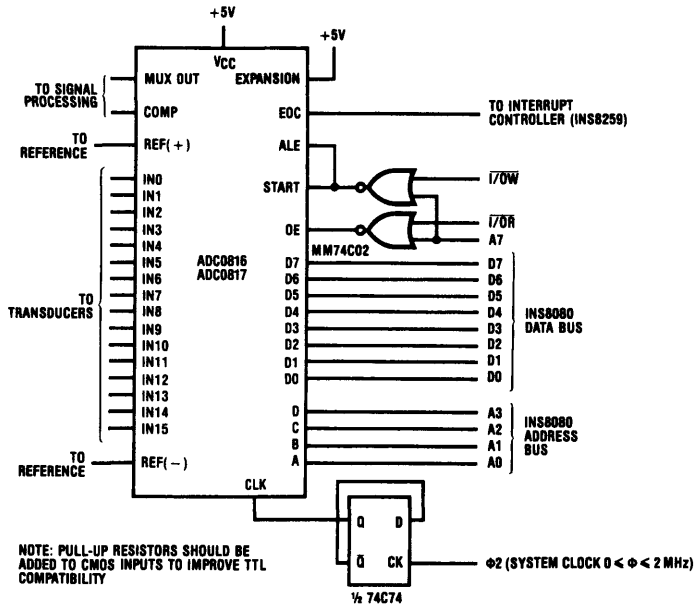 +5V
+5V
VCC
MUX OUT
EXPANSION
TO SIGNAL
PROCESSING
COMP
EOC
TO INTERRUPT
CONTROLLER (INS8259)
TO
REFERENCE
REF(+)
ALE
IN0
START
I/OW
IN1
IN2
IN3
OE
I/OR
A7
MM74C02
IN4
IN5
IN6
IN7
IN8
IN9
IN10
IN11
IN12
IN13
IN14
IN15
TO
TRANSDUCERS
ADC0816
ADC0817
D7
D6
D5
D4
D3
D2
D1
D0
D7
D6
D5
D4
D3
D2
D1
D0
INS8080
DATA BUS
D
C
B
A
A3
A2
A1
A0
INS8080
ADDRESS
BUS
TO
REFERENCE
REF(−)
CLK
Q
D
Q̅
CK
Φ2 (SYSTEM CLOCK 0 ≤ Φ ≤ 2 MHz)
½ 74C74
NOTE: PULL-UP RESISTORS SHOULD BE
ADDED TO CMOS INPUTS TO IMPROVE TTL
COMPATIBILITY